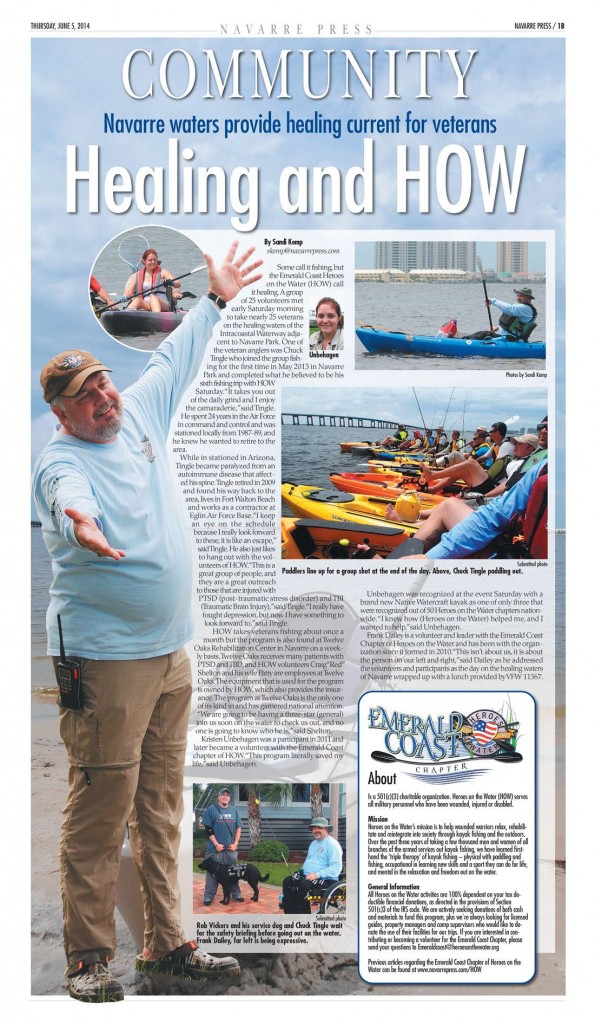 THURSDAY, JUNE 5, 2014
NAVARRE PRESS
NAVARRE PRESS / 1B
COMMUNITY
Navarre waters provide healing current for veterans
Healing and HOW
By Sandi Kemp
skemp@navarrepress.com
Some call it fishing, but
the Emerald Coast Heroes
on the Water (HOW) call
it healing. A group
of 25 volunteers met
early Saturday morning
to take nearly 25 veterans
on the healing waters of the
Intracoastal Waterway adja-
cent to Navarre Park. One of
the veteran anglers was Chuck
Tingle who joined the group fish-
ing for the first time in May 2013 in Navarre
Park and completed what he believed to be his
sixth fishing trip with HOW
Saturday. "It takes you out
of the daily grind and I enjoy
the camaraderie," said Tingle.
He spent 24 years in the Air Force
in command and control and was
stationed locally from 1987-89, and
he knew he wanted to retire to the
area.
While in stationed in Arizona,
Tingle became paralyzed from an
autoimmune disease that affect-
ed his spine. Tingle retired in 2009
and found his way back to the
area, lives in Fort Walton Beach
and works as a contractor at
Eglin Air Force Base. "I keep
an eye on the schedule
because I really look forward
to these, it is like an escape,"
said Tingle. He also just likes
to hang out with the vol-
unteers of HOW. "This is a
great group of people, and
they are a great outreach
to those that are injured with
PTSD (post-traumatic stress disorder) and TBI
(Traumatic Brain Injury)," said Tingle. "I really have
fought depression, but now I have something to
look forward to," said Tingle.
HOW takes veterans fishing about once a
month but the program is also found at Twelve
Oaks Rehabilitation Center in Navarre on a week-
ly basis. Twelve Oaks receives many patients with
PTSD and TBD, and HOW volunteers Craig "Red"
Shelton and his wife Patty are employees at Twelve
Oaks. The equipment that is used for the program
is owned by HOW, which also provides the insur-
ance. The program at Twelve Oaks is the only one
of its kind in and has garnered national attention.
"We are going to be having a three-star (general)
join us soon on the water to check us out, and no
one is going to know who he is," said Shelton.
Kristen Unbehagen was a participant in 2011 and
later became a volunteer with the Emerald Coast
chapter of HOW. "This program literally saved my
life," said Unbehagen.
Unbehagen
Photos by Sandi Kemp
Submitted photo
Paddlers line up for a group shot at the end of the day. Above, Chuck Tingle paddling out.
Unbehagen was recognized at the event Saturday with a
brand new Native Watercraft kayak as one of only three that
were recognized out of 50 Heroes on the Water chapters nation-
wide. "I knew how (Heroes on the Water) helped me, and I
wanted to help," said Unbehagen.
Frank Dailey is a volunteer and leader with the Emerald Coast
Chapter of Heroes on the Water and has been with the organi-
zation since it formed in 2010. "This isn't about us, it is about
the person on our left and right," said Dailey as he addressed
the volunteers and participants as the day on the healing waters
of Navarre wrapped up with a lunch provided by VFW 11367.
Submitted photo
Rob Vickers and his service dog and Chuck Tingle wait
for the safety briefing before going out on the water.
Frank Dailey, far left is being expressive.
EMERALD
COAST
HEROES
ON THE
WATER
CHAPTER
About
Is a 501(c)(3) charitable organization. Heroes on the Water (HOW) serves
all military personnel who have been wounded, injured or disabled.
Mission
Heroes on the Water's mission is to help wounded warriors relax, rehabili-
tate and reintegrate into society through kayak fishing and the outdoors.
Over the past three years of taking a few thousand men and women of all
branches of the armed services out kayak fishing, we have learned first-
hand the 'triple therapy' of kayak fishing – physical with paddling and
fishing, occupational in learning new skills and a sport they can do for life,
and mental in the relaxation and freedom out on the water.
General Information
All Heroes on the Water activities are 100% dependent on your tax de-
ductible financial donations, as directed in the provisions of Section
501(c)3 of the IRS code. We are actively seeking donations of both cash
and materials to fund this program, plus we're always looking for licensed
guides, property managers and camp supervisors who would like to do-
nate the use of their facilities for our trips. If you are interested in con-
tributing or becoming a volunteer for the Emerald Coast Chapter, please
send your questions to Emeraldcoast@heroesonthewater.org
Previous articles regarding the Emerald Coast Chapter of Heroes on the
Water can be found at www.navarrepress.com/HOW